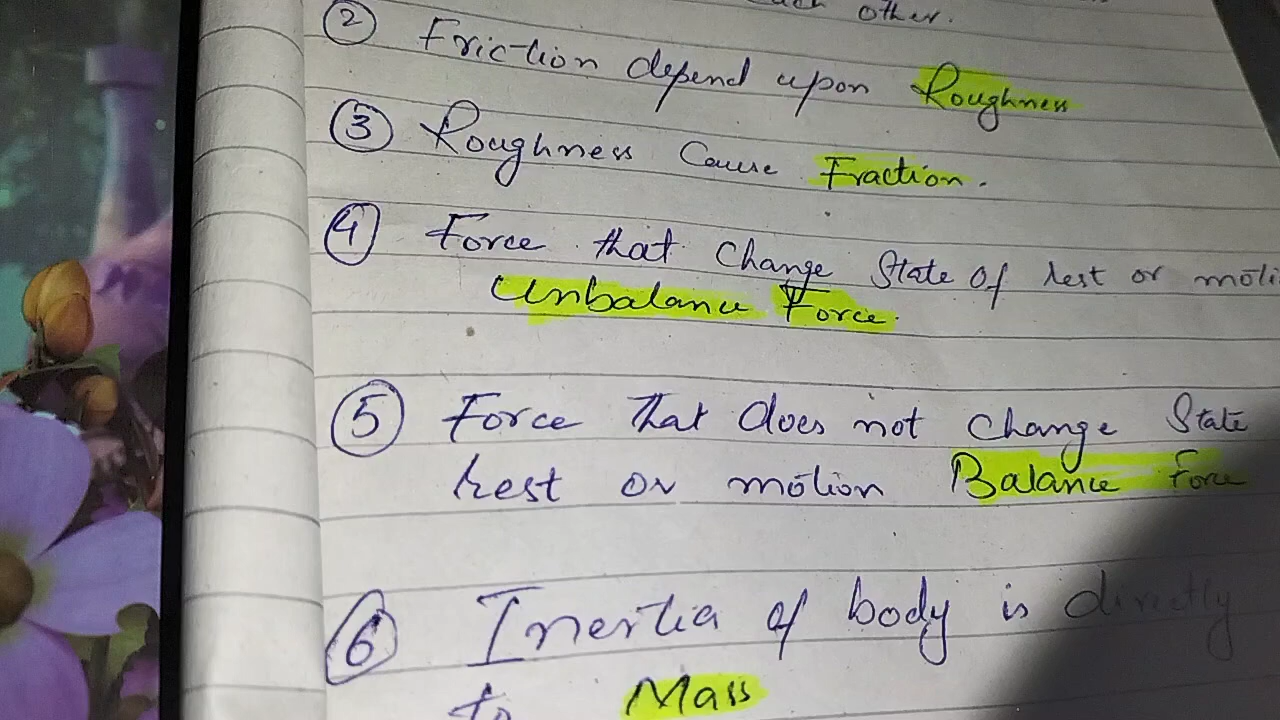 each other.
② Friction depend upon Roughness
③ Roughness Cause Fraction.
④ Force that change State of rest or moti
Unbalance Force.
⑤ Force that does not change State
rest or motion Balance Force
⑥ Inertia of body is directly
to Mass